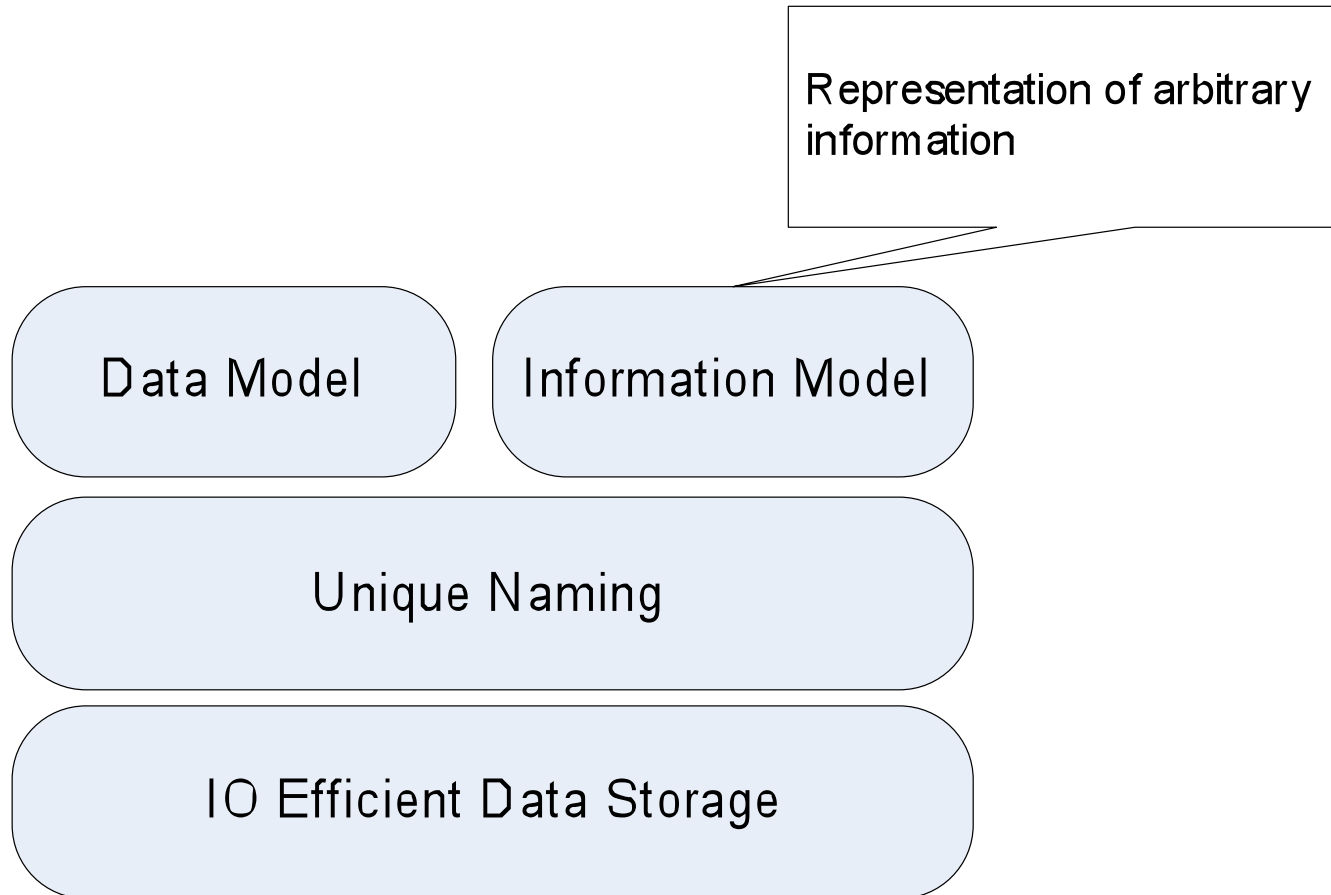 Representation of arbitrary
information
Data Model
Information Model
Unique Naming
IO Efficient Data Storage